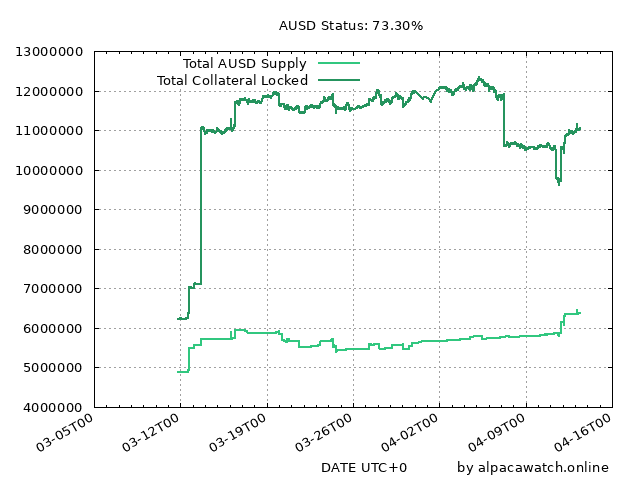 AUSD Status: 73.30%
13000000
Total AUSD Supply
Total Collateral Locked
12000000
11000000
10000000
9000000
8000000
7000000
6000000
5000000
4000000
03-05T00 03-12T00 03-19T00 03-26T00 04-02T00 04-09T00 04-16T00
DATE UTC+0 by alpacawatch.online